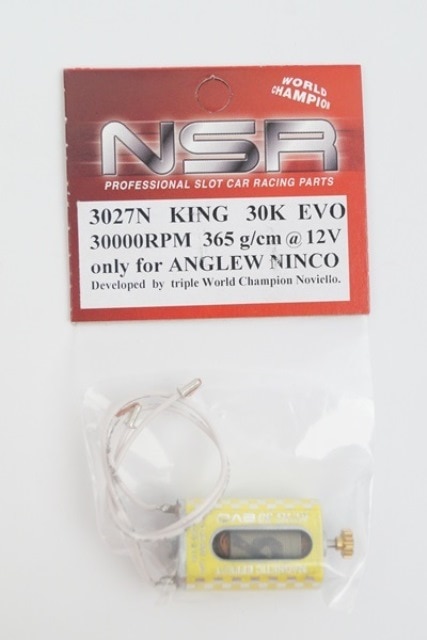 WORLD
CHAMPION
NSR
PROFESSIONAL SLOT CAR RACING PARTS
3027N KING 30K EVO
30000RPM 365 g/cm @ 12V
only for ANGLEW NINCO
Developed by triple World Champion Noviello.